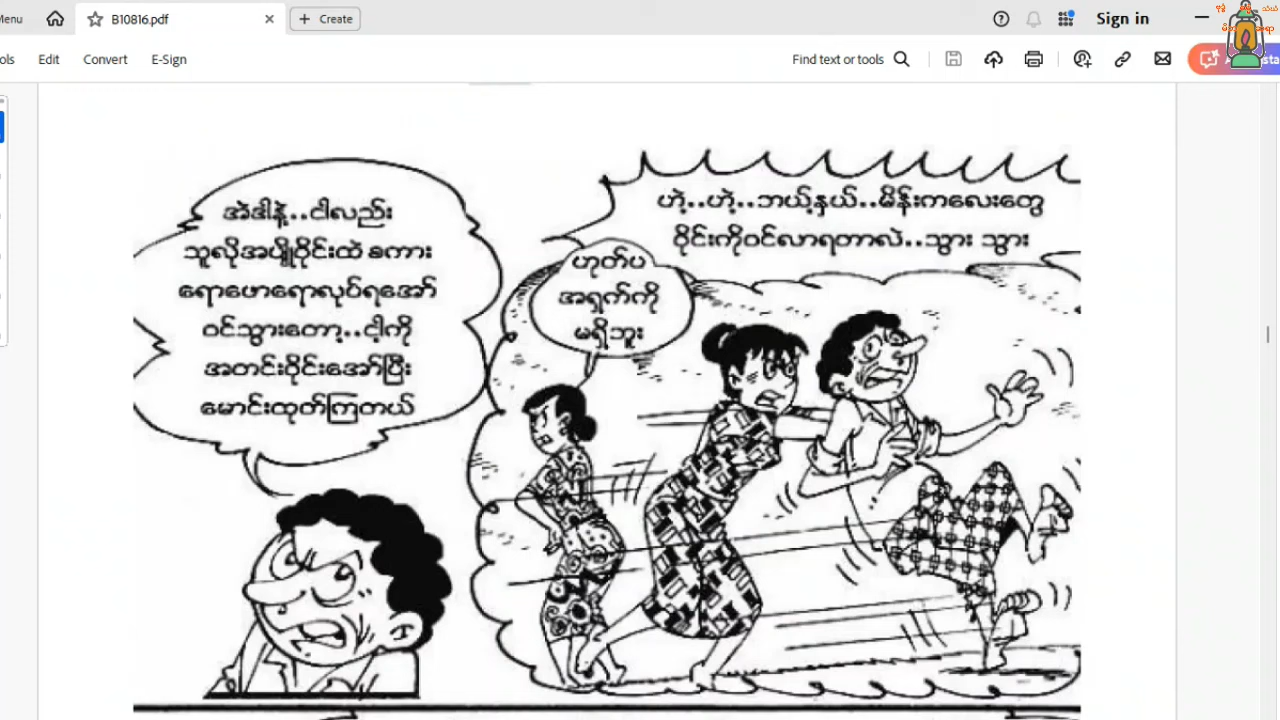 Menu
B10816.pdf
Create
Sign in
ols
Edit
Convert
E-Sign
Find text or tools
အဲဒါနဲ့..ငါလည်း
သူလိုအပျိုဝိုင်းထဲ ခကား
ရောဖောရောလုပ်ရအော်
ဝင်သွားတော့..ငါ့ကို
အတင်းဝိုင်းအော်ပြီး
မောင်းထုတ်ကြတယ်
ဟဲ့..ဟဲ့..ဘယ့်နှယ်..မိန်းကလေးတွေ
ဝိုင်းကိုဝင်လာရတာလဲ..သွား သွား
ဟုတ်ပ
အရှက်ကို
မရှိဘူး